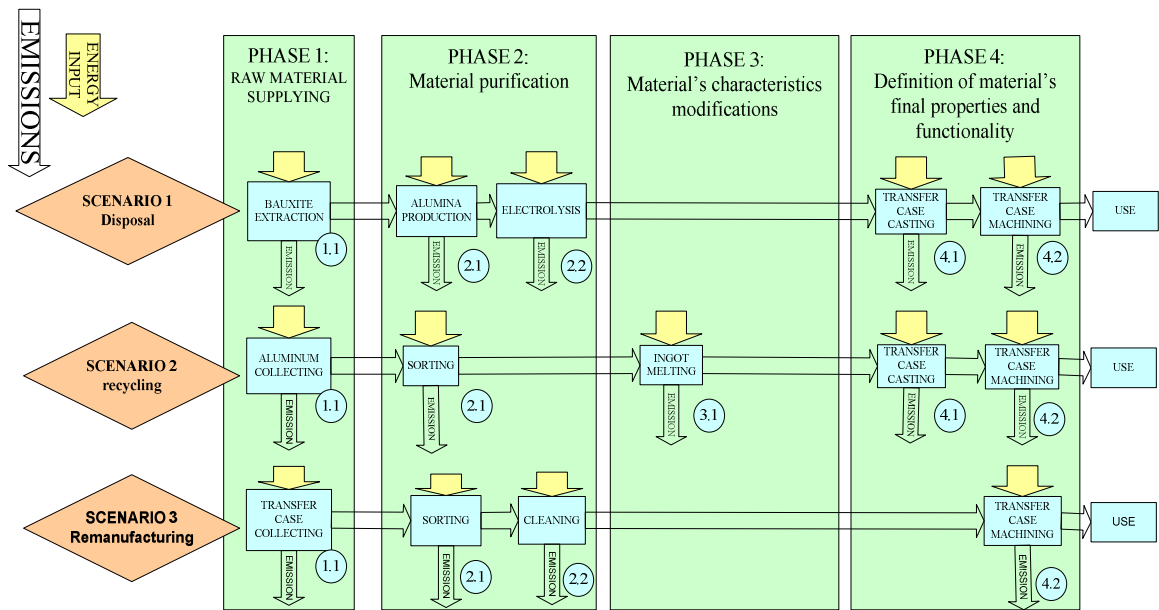 EMISSIONS
ENERGY
INPUT
PHASE 1:
RAW MATERIAL
SUPPLYING
PHASE 2:
Material purification
PHASE 3:
Material's characteristics
modifications
PHASE 4:
Definition of material's
final properties and
functionality
SCENARIO 1
Disposal
BAUXITE
EXTRACTION
EMISSION
1.1
ALUMINA
PRODUCTION
EMISSION
2.1
ELECTROLYSIS
EMISSION
2.2
TRANSFER
CASE
CASTING
EMISSION
4.1
TRANSFER
CASE
MACHINING
EMISSION
4.2
USE
SCENARIO 2
recycling
ALUMINUM
COLLECTING
EMISSION
1.1
SORTING
EMISSION
2.1
INGOT
MELTING
EMISSION
3.1
TRANSFER
CASE
CASTING
EMISSION
4.1
TRANSFER
CASE
MACHINING
EMISSION
4.2
USE
SCENARIO 3
Remanufacturing
TRANSFER
CASE
COLLECTING
EMISSION
1.1
SORTING
EMISSION
2.1
CLEANING
EMISSION
2.2
TRANSFER
CASE
MACHINING
EMISSION
4.2
USE